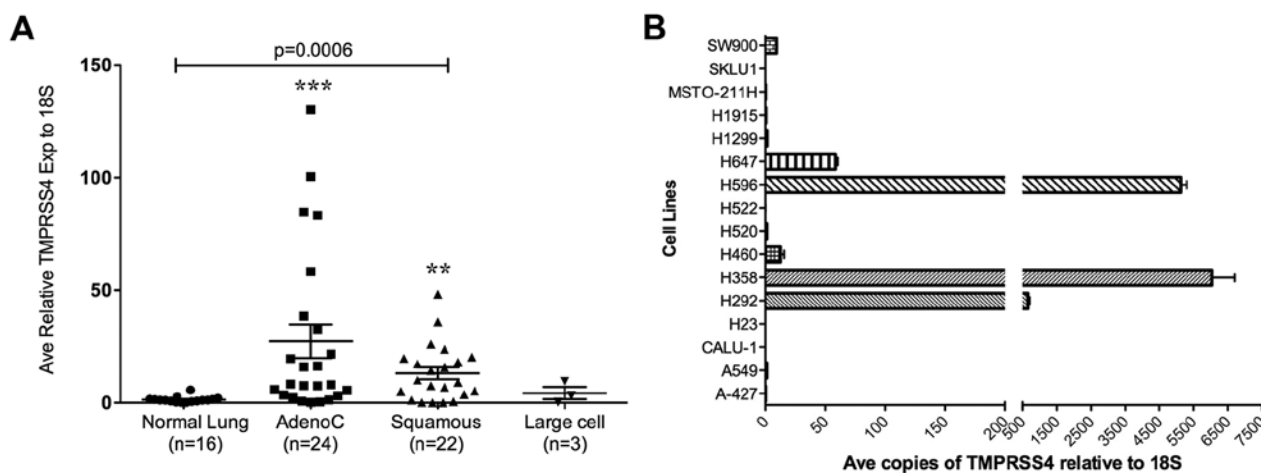 A
p=0.0006
Ave Relative TMPRSS4 Exp to 18S
150
100
50
0
***
**
Normal Lung
(n=16)
AdenoC
(n=24)
Squamous
(n=22)
Large cell
(n=3)
B
Cell Lines
SW900
SKLU1
MSTO-211H
H1915
H1299
H647
H596
H522
H520
H460
H358
H292
H23
CALU-1
A549
A-427
0
50
100
150
200
500
1500
2500
3500
4500
5500
6500
7500
Ave copies of TMPRSS4 relative to 18S